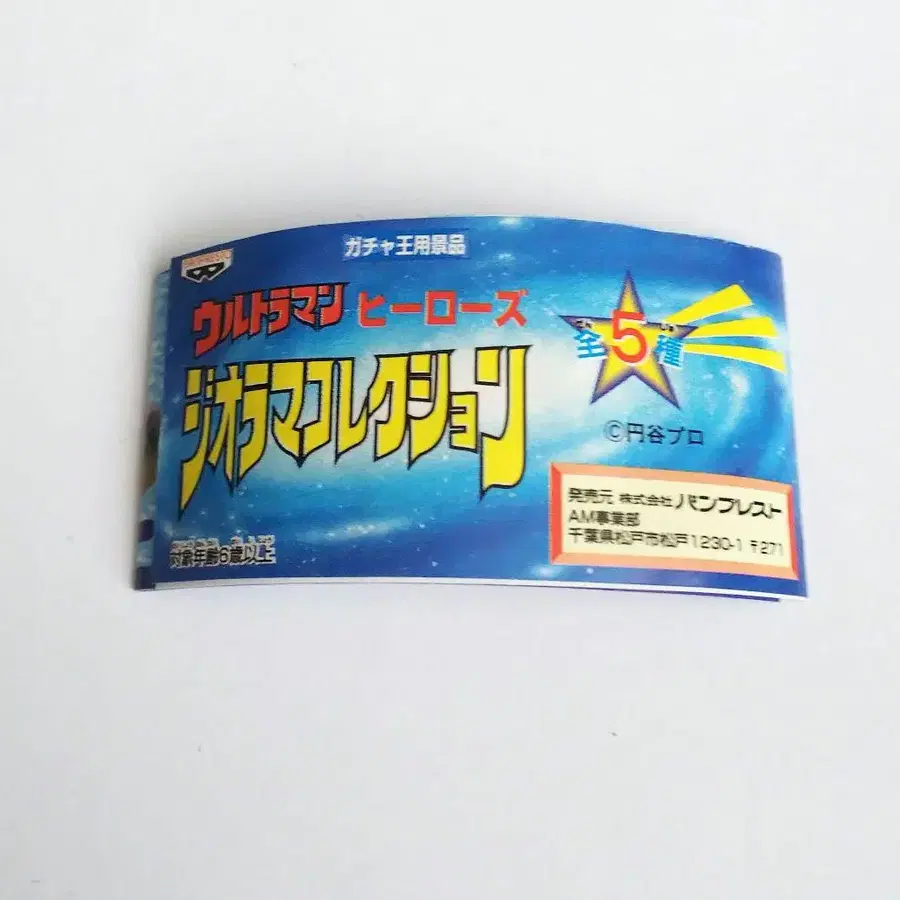 ガチャ王用景品
BANPRESTO
ウルトラマン ヒーローズ
ジオラマコレクション
全5種
©円谷プロ
発売元 株式会社 バンプレスト
AM事業部
千葉県松戸市松戸1230-1 〒271
対象年齢6歳以上